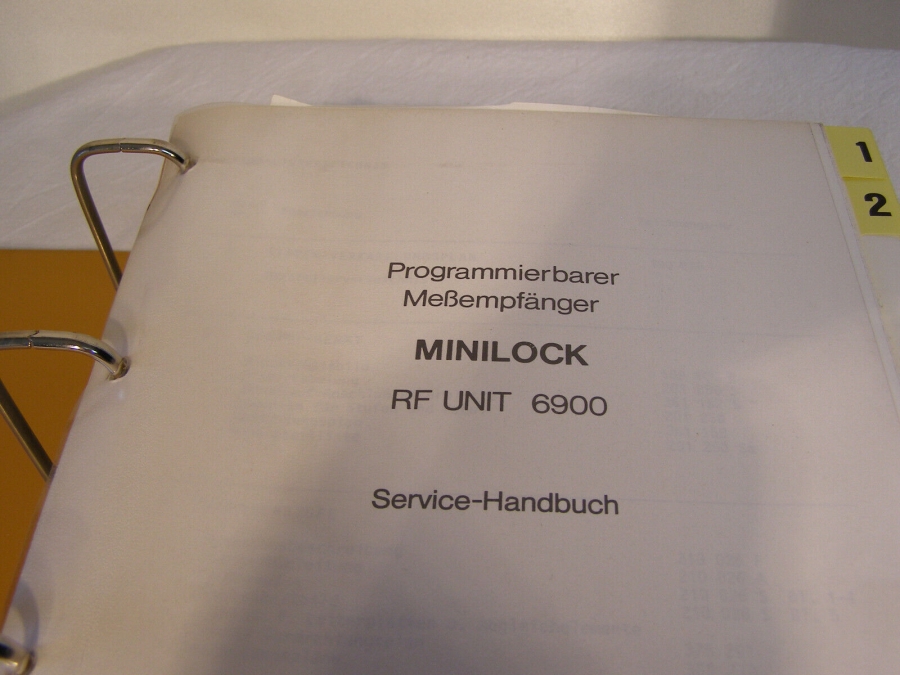 1
2
Programmierbarer
Meßempfänger
MINILOCK
RF UNIT 6900
Service-Handbuch